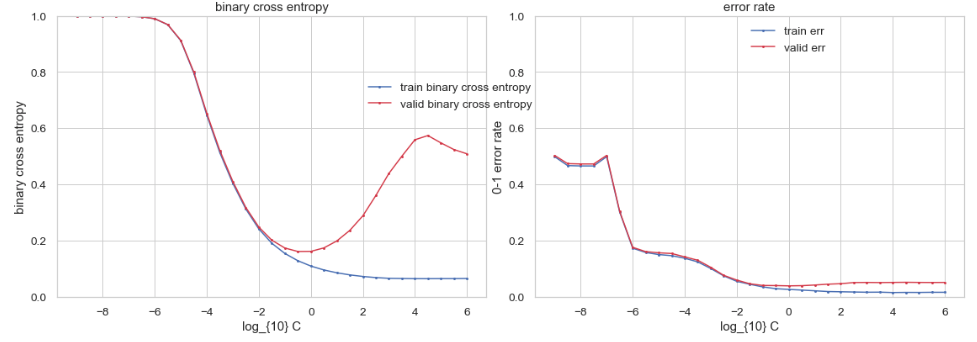 binary cross entropy
1.0
0.8
0.6
0.4
0.2
0.0
binary cross entropy
train binary cross entropy
valid binary cross entropy
−8 −6 −4 −2 0 2 4 6
log_{10} C
error rate
1.0
0.8
0.6
0.4
0.2
0.0
0-1 error rate
train err
valid err
−8 −6 −4 −2 0 2 4 6
log_{10} C